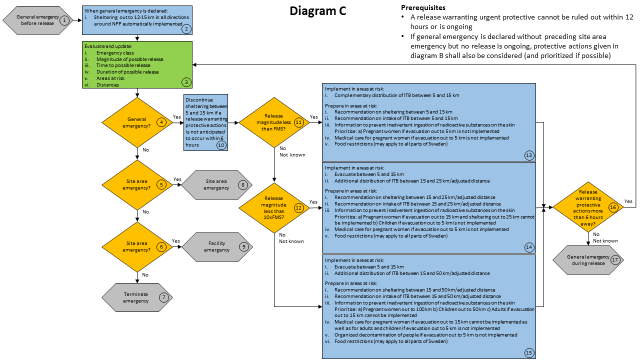 Diagram C
Prerequisites
• A release warranting urgent protective cannot be ruled out within 12
hours or is ongoing
• If general emergency is declared without preceding site area
emergency but no release is ongoing, protective actions given in
diagram B shall also be considered (and prioritized if possible)
General emergency
before release
1
When general emergency is declared:
i. Sheltering out to 12-15 km in all directions
around NPP automatically implemented
2
Evaluate and update:
i. Emergency class
ii. Magnitude of possible release
iii. Time to possible release
iv. Duration of possible release
v. Areas at risk
vi. Distances
3
General
emergency?
4
Yes
No
Discontinue
sheltering between
5 and 15 km if a
release warranting
protective actions
is not anticipated
to occur within 6
hours
10
Release
magnitude less
than FMS?
11
Yes
No
Not known
Site area
emergency?
5
Yes
No
Site area
emergency
8
Site area
emergency?
6
Yes
No
Facility
emergency
9
Terminate
emergency
7
Release
magnitude
less than
10xFMS?
12
Yes
No
Not known
Implement in areas at risk:
i. Complementary distribution of ITB between 5 and 15 km
Prepare in areas at risk:
i. Recommendation on sheltering between 5 and 15 km
ii. Recommendation on intake of ITB between 5 and 15 km
iii. Information to prevent inadvertent ingestion of radioactive substances on the skin
Prioritize: a) Pregnant women if evacuation out to 5 km is not implemented
iv. Medical care for pregnant women if evacuation out to 5 km is not implemented
v. Food restrictions (may apply to all parts of Sweden)
13
Implement in areas at risk:
i. Evacuate between 5 and 15 km
ii. Additional distribution of ITB between 15 and 25 km/adjusted distance
Prepare in areas at risk:
i. Recommendation on sheltering between 15 and 25 km/adjusted distance
ii. Recommendation on intake of ITB between 15 and 25 km/adjusted distance
iii. Information to prevent inadvertent ingestion of radioactive substances on the skin
Prioritize: a) Pregnant women if evacuation out to 15 km and sheltering out to 25 km cannot
be implemented b) Children if evacuation out to 5 km is not implemented
iv. Medical care for pregnant women if evacuation out to 5 km is not implemented
v. Food restrictions (may apply to all parts of Sweden)
14
Implement in areas at risk:
i. Evacuate between 5 and 15 km
ii. Additional distribution of ITB between 15 and 50 km/adjusted distance
Prepare in areas at risk:
i. Recommendation on sheltering between 15 and 50 km/adjusted distance
ii. Recommendation on intake of ITB between 15 and 50 km/adjusted distance
iii. Information to prevent inadvertent ingestion of radioactive substances on the skin
Prioritize: a) Pregnant women out to 100 km b) Children out to 50 km c) Adults if evacuation
out to 15 km cannot be implemented
iv. Medical care for pregnant women if evacuation out to 15 km cannot be implemented as
well as for adults and children if evacuation out to 5 km is not implemented
v. Organised decontamination of people if evacuation out to 5 km is not implemented
vi. Food restrictions (may apply to all parts of Sweden)
15
Release
warranting
protective
actions more
than 6 hours
away?
16
Yes
No
Not known
General emergency
during release
17